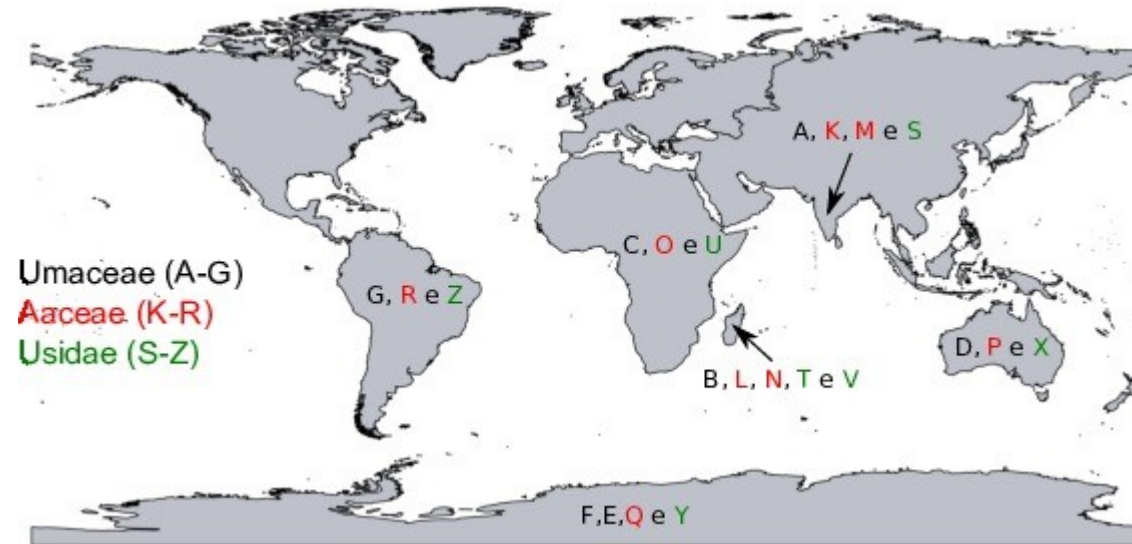 A, K, M e S
C, O e U
Umaceae (A-G)
G, R e Z
Aaceae (K-R)
Usidae (S-Z)
D, P e X
B, L, N, T e V
F,E,Q e Y